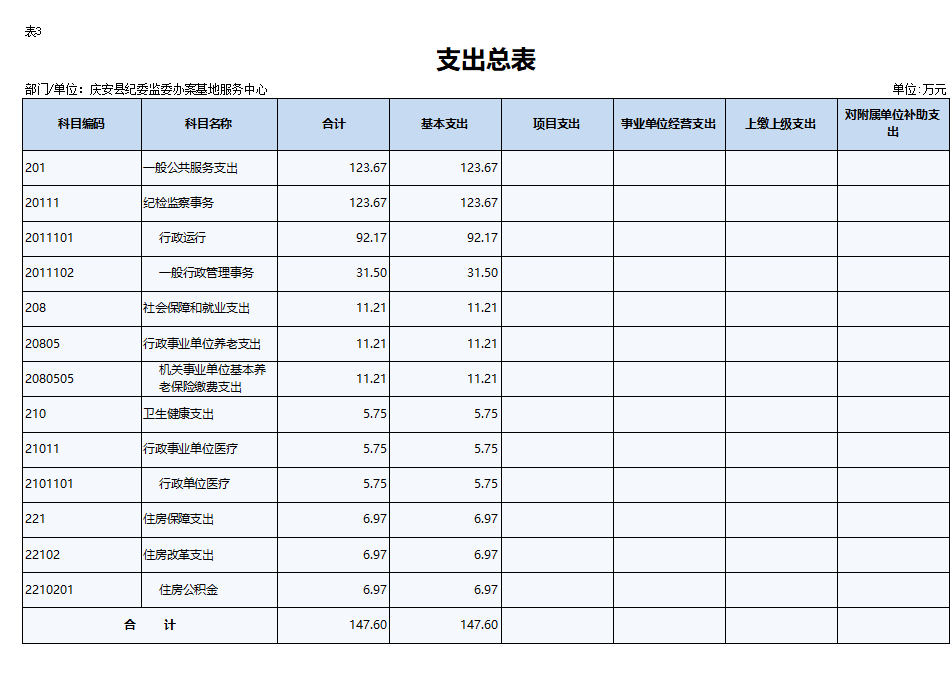 表3
支出总表
部门/单位：庆安县纪委监委办案基地服务中心 单位:万元
科目编码 科目名称 合计 基本支出 项目支出 事业单位经营支出 上缴上级支出 对附属单位补助支出
201 一般公共服务支出 123.67 123.67
20111 纪检监察事务 123.67 123.67
2011101 行政运行 92.17 92.17
2011102 一般行政管理事务 31.50 31.50
208 社会保障和就业支出 11.21 11.21
20805 行政事业单位养老支出 11.21 11.21
2080505 机关事业单位基本养老保险缴费支出 11.21 11.21
210 卫生健康支出 5.75 5.75
21011 行政事业单位医疗 5.75 5.75
2101101 行政单位医疗 5.75 5.75
221 住房保障支出 6.97 6.97
22102 住房改革支出 6.97 6.97
2210201 住房公积金 6.97 6.97
合 计 147.60 147.60